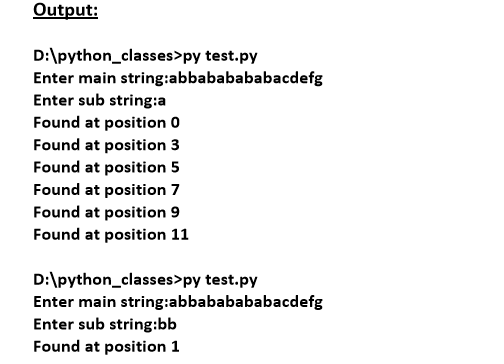 Output:
D:\python_classes>py test.py
Enter main string:abbababababacdefg
Enter sub string:a
Found at position 0
Found at position 3
Found at position 5
Found at position 7
Found at position 9
Found at position 11
D:\python_classes>py test.py
Enter main string:abbababababacdefg
Enter sub string:bb
Found at position 1